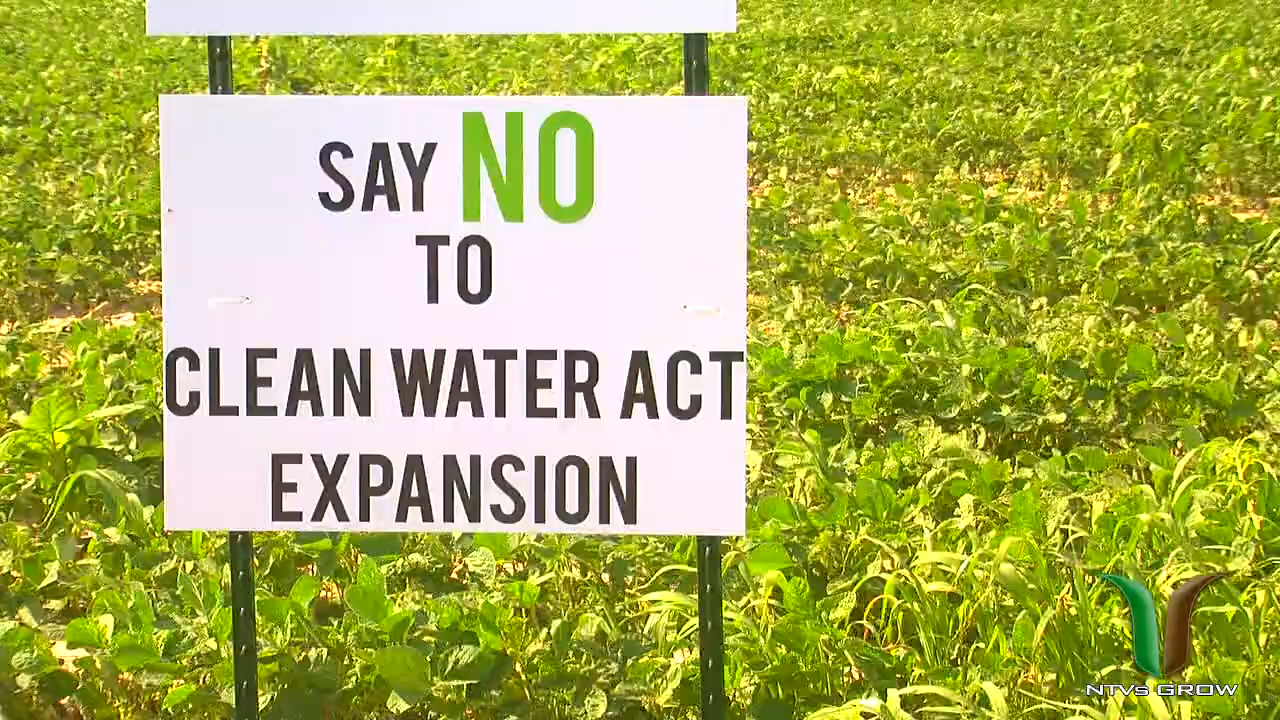 SAY NO
TO
CLEAN WATER ACT
EXPANSION
NTVs GROW